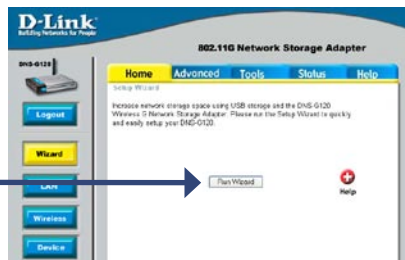 D-Link
Building Networks for People
802.11G Network Storage Adapter
DNS-G120
Home Advanced Tools Status Help
Setup Wizard
Increase network storage space using USB storage and the DNS-G120
Wireless G Network Storage Adapter. Please run the Setup Wizard to quickly
and easily setup your DNS-G120.
Logout
Wizard
Run Wizard
Help
LAN
Wireless
Device